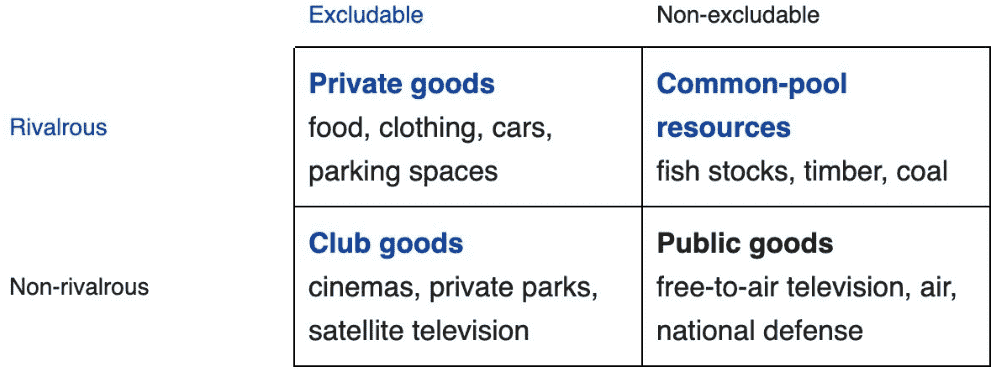 Excludable
Non-excludable
Rivalrous
Private goods
food, clothing, cars,
parking spaces
Common-pool
resources
fish stocks, timber, coal
Non-rivalrous
Club goods
cinemas, private parks,
satellite television
Public goods
free-to-air television, air,
national defense